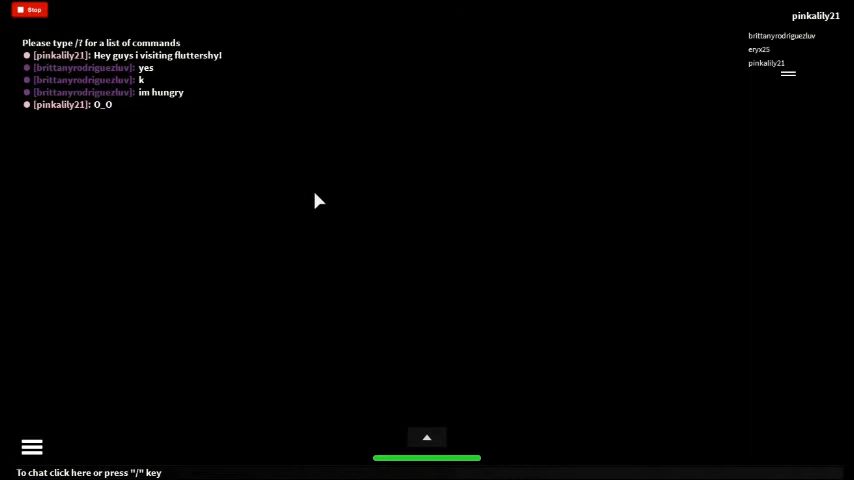 Stop
pinkalily21
brittanyrodriguezluv
eryx25
pinkalily21
Please type /? for a list of commands
[pinkalily21]: Hey guys i visiting fluttershy!
[brittanyrodriguezluv]: yes
[brittanyrodriguezluv]: k
[brittanyrodriguezluv]: im hungry
[pinkalily21]: O_O
To chat click here or press "/" key